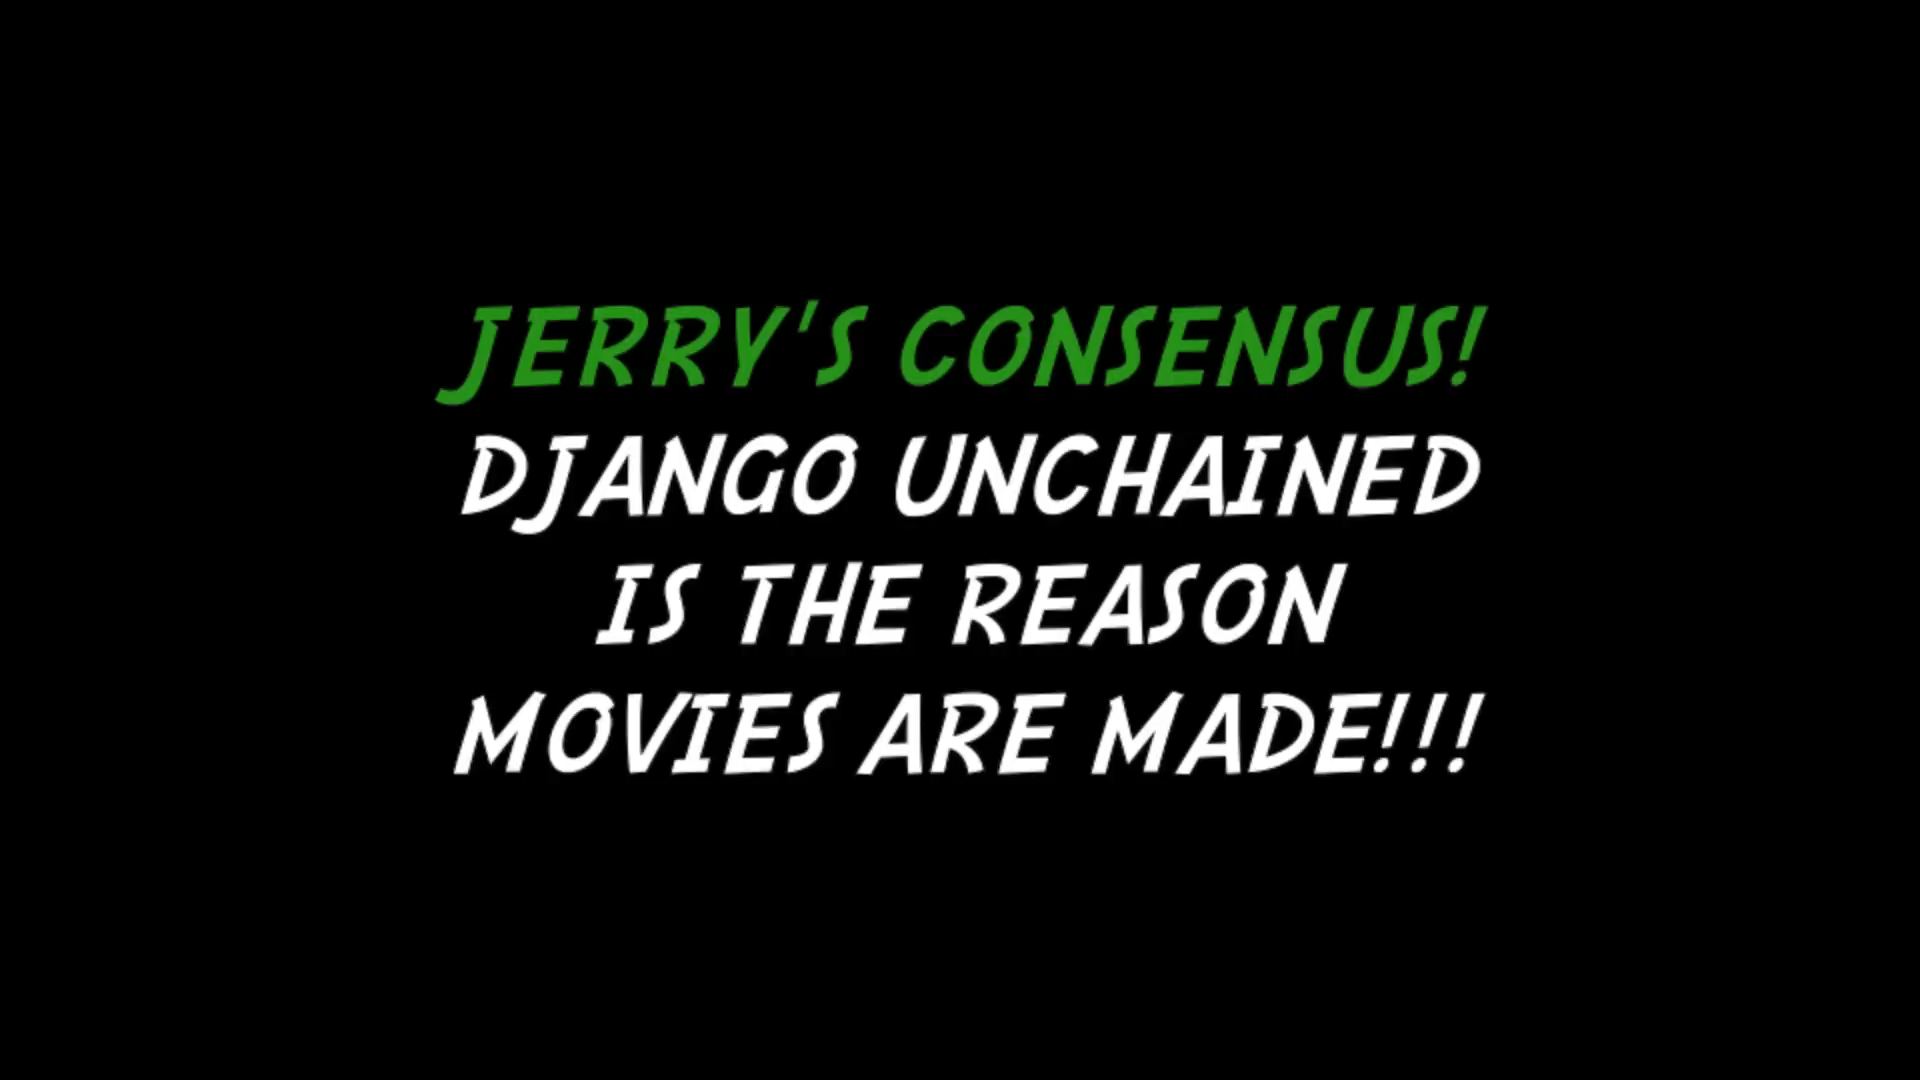 JERRY'S CONSENSUS!
DJANGO UNCHAINED
IS THE REASON
MOVIES ARE MADE!!!